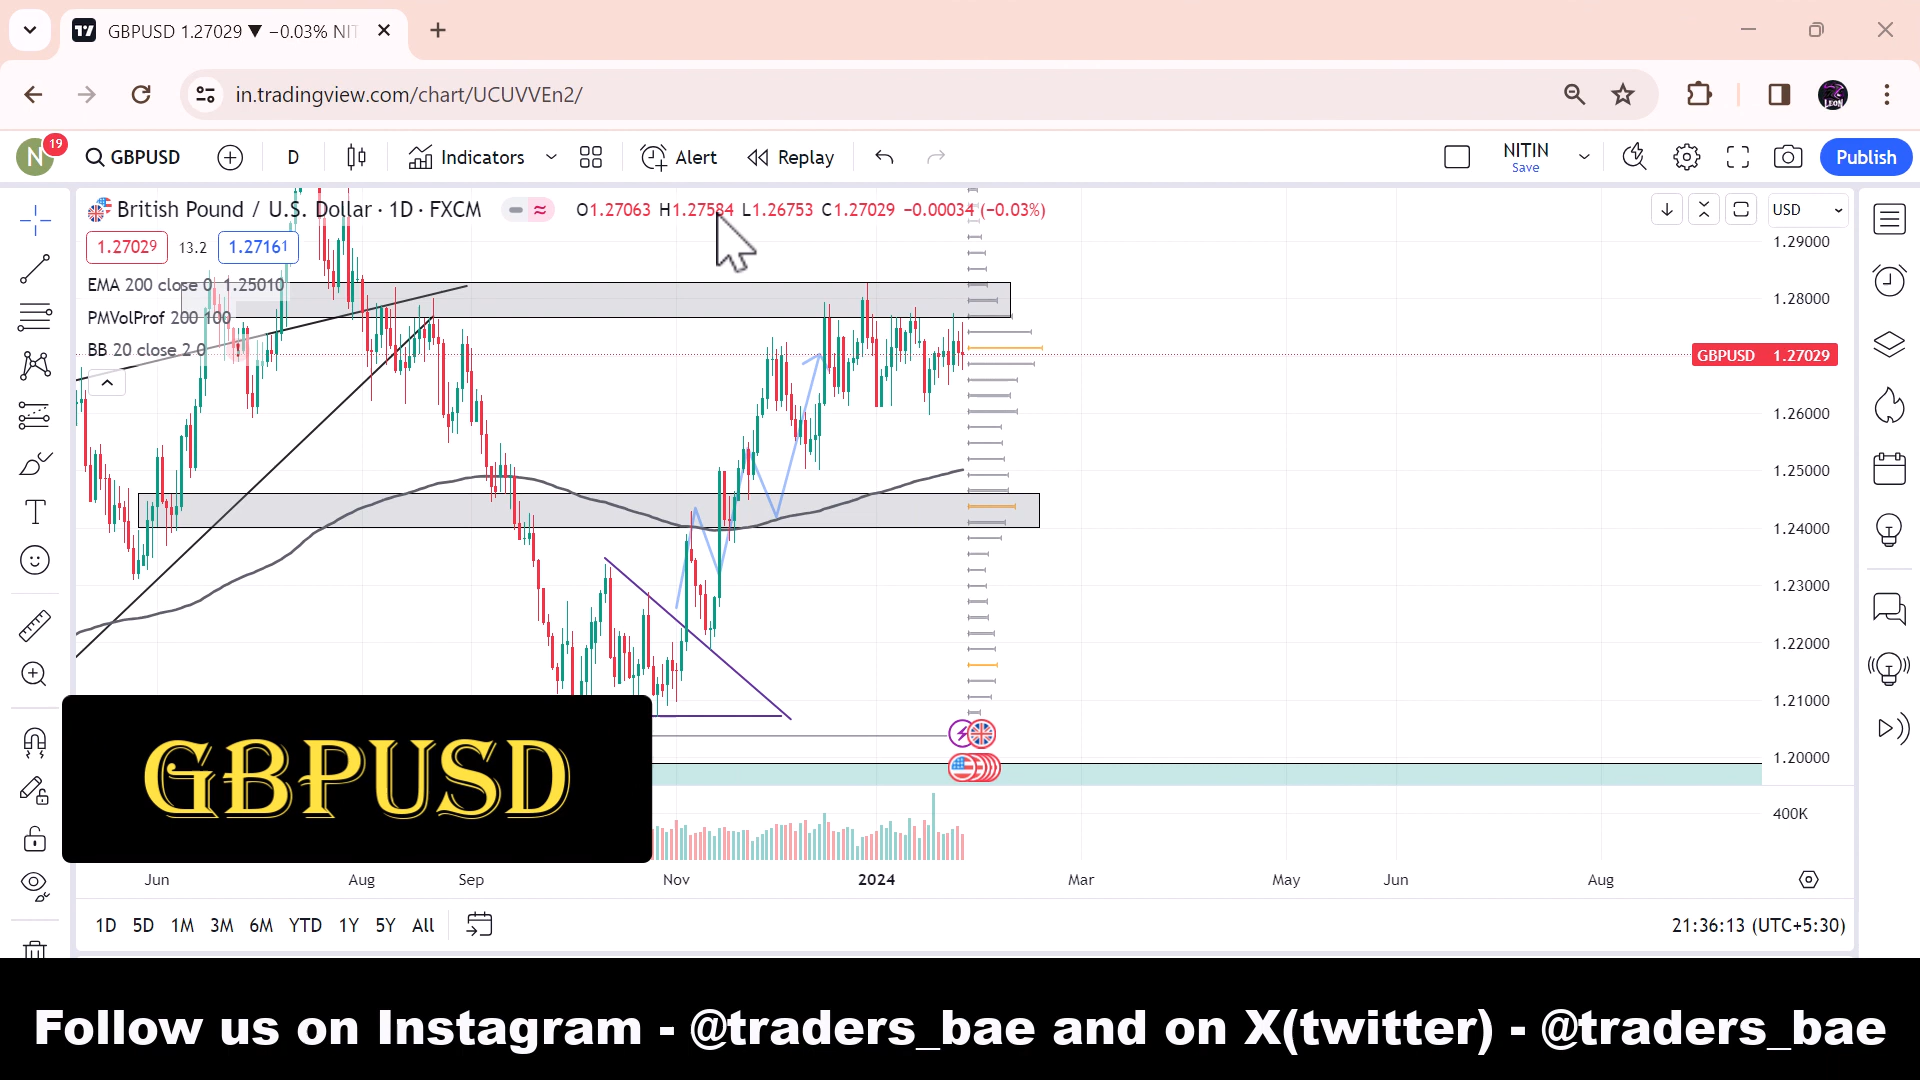 GBPUSD 1.27029 ▼ −0.03% NIT
in.tradingview.com/chart/UCUVVEn2/
N 19 GBPUSD D Indicators Alert Replay NITIN Save Publish
British Pound / U.S. Dollar · 1D · FXCM O1.27063 H1.27584 L1.26753 C1.27029 −0.00034 (−0.03%) USD
1.27029 13.2 1.27161
EMA 200 close 0 1.25010
PMVolProf 200 100
BB 20 close 2 0
1.29000
1.28000
GBPUSD 1.27029
1.26000
1.25000
1.24000
1.23000
1.22000
1.21000
1.20000
400K
GBPUSD
Jun Aug Sep Nov 2024 Mar May Jun Aug
1D 5D 1M 3M 6M YTD 1Y 5Y All 21:36:13 (UTC+5:30)
Follow us on Instagram - @traders_bae and on X(twitter) - @traders_bae